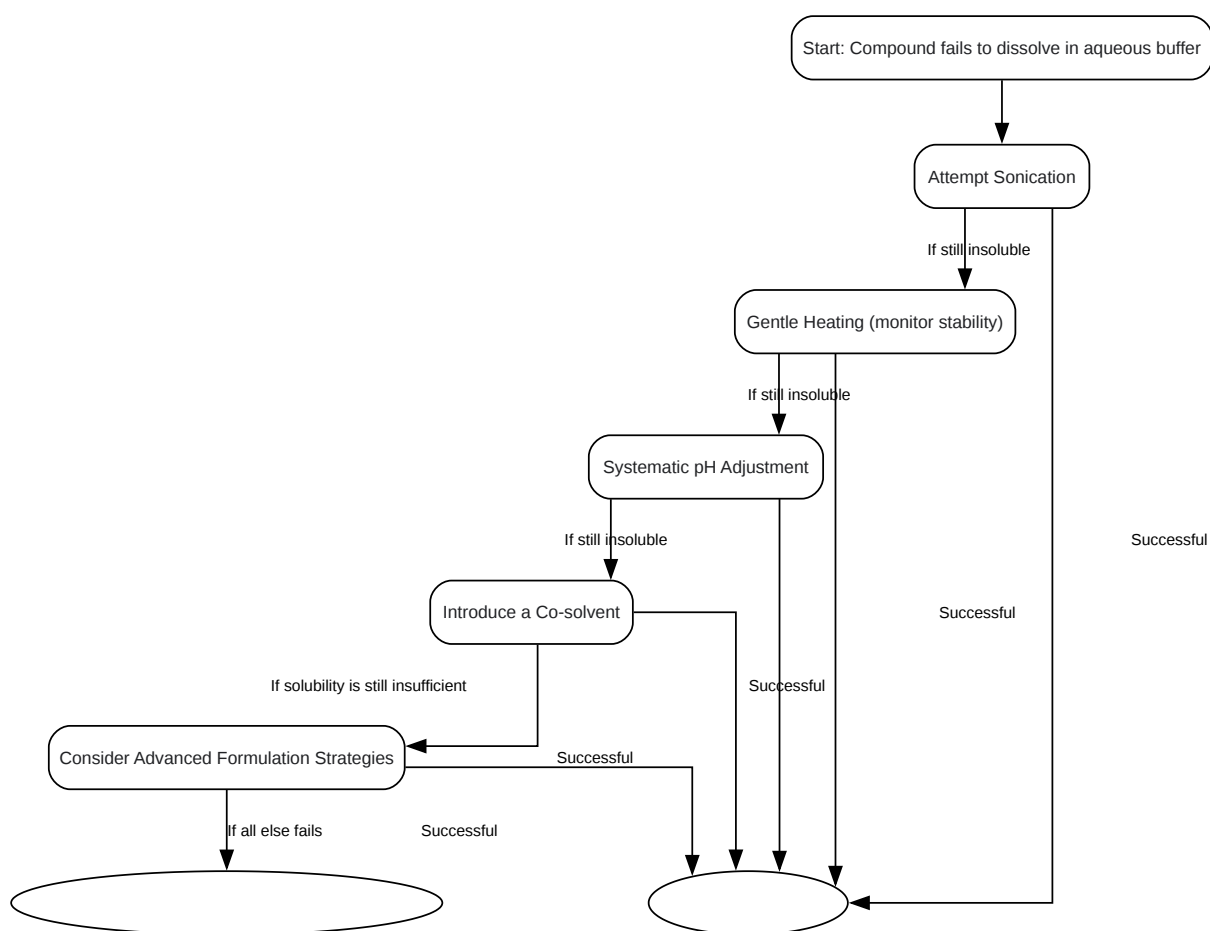 Start: Compound fails to dissolve in aqueous buffer
Attempt Sonication
If still insoluble
Gentle Heating (monitor stability)
If still insoluble
Systematic pH Adjustment
If still insoluble
Successful
Introduce a Co-solvent
Successful
If solubility is still insufficient
Successful
Consider Advanced Formulation Strategies
Successful
If all else fails
Successful